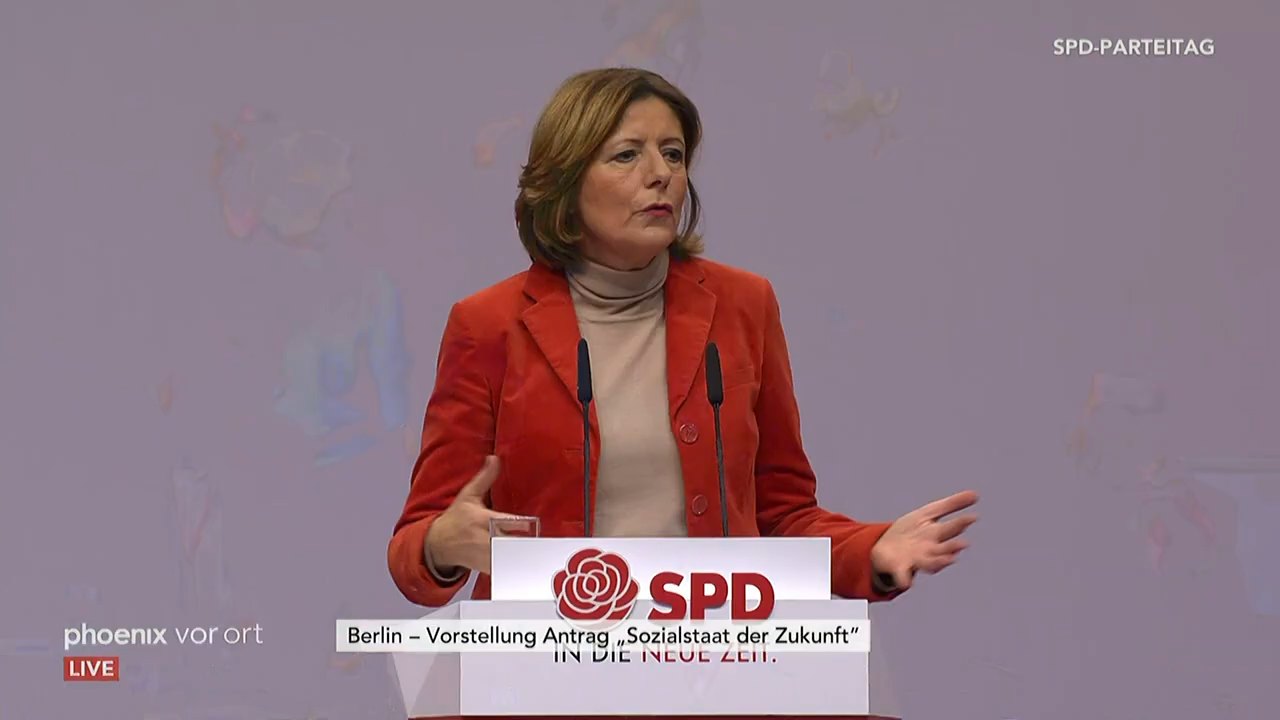 SPD-PARTEITAG
SPD
phoenix vor ort
Berlin – Vorstellung Antrag „Sozialstaat der Zukunft“
IN DIE NEUE ZEIT.
LIVE